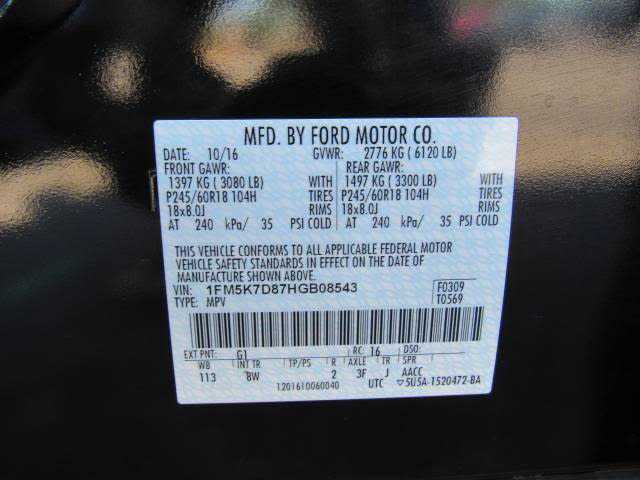 MFD. BY FORD MOTOR CO.
DATE: 10/16 GVWR: 2776 KG ( 6120 LB)
FRONT GAWR: REAR GAWR:
1397 KG ( 3080 LB) WITH 1497 KG ( 3300 LB) WITH
P245/60R18 104H TIRES P245/60R18 104H TIRES
18x8.0J RIMS 18x8.0J RIMS
AT 240 kPa/ 35 PSI COLD AT 240 kPa/ 35 PSI COLD
THIS VEHICLE CONFORMS TO ALL APPLICABLE FEDERAL MOTOR
VEHICLE SAFETY STANDARDS IN EFFECT ON THE DATE OF
MANUFACTURE SHOWN ABOVE.
VIN: 1FM5K7D87HGB08543 F0309
TYPE: MPV T0569
EXT PNT: G1 RC: 16 DSO:
WB INT TR TP/PS R AXLE TR SPR
113 8W 2 3F J AACC
1201610060040 UTC 5U5A-1520472-BA